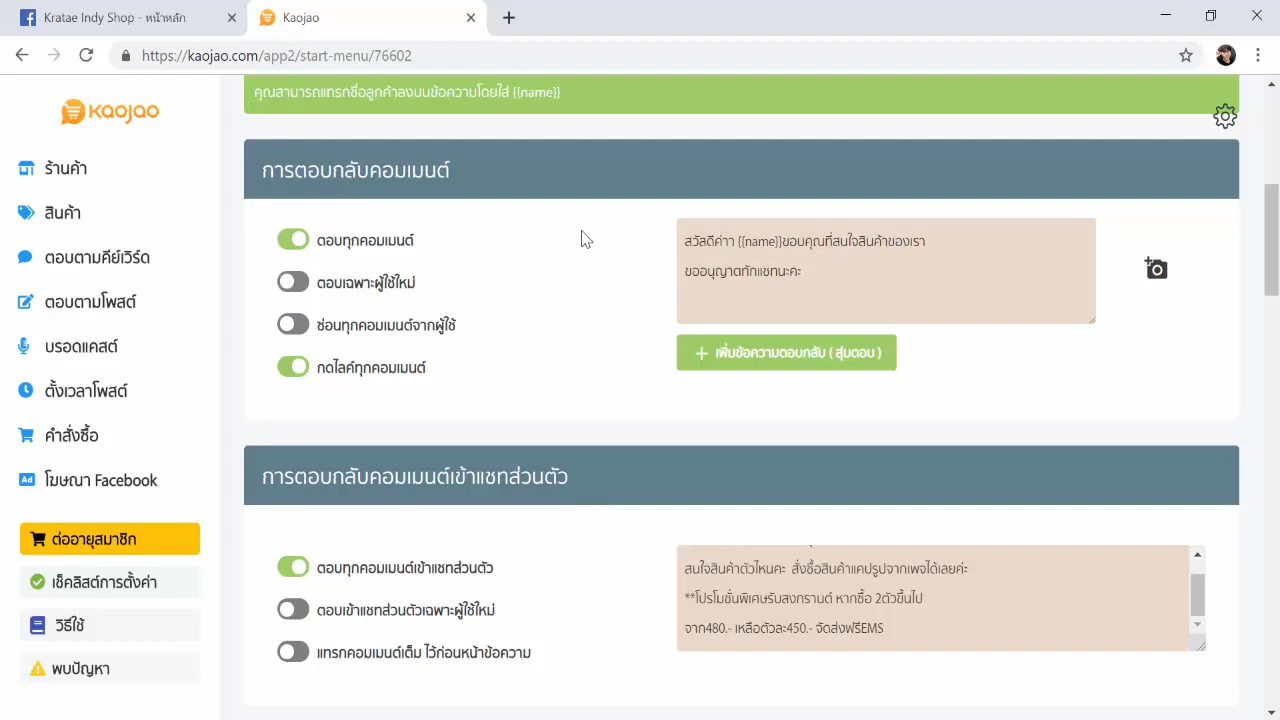 Kratae Indy Shop - หน้าหลัก
Kaojao
https://kaojao.com/app2/start-menu/76602
คุณสามารถแทรกชื่อลูกค้าลงบนข้อความโดยใส่ {{name}}
KAOJAO
ร้านค้า
สินค้า
ตอบตามคีย์เวิร์ด
ตอบตามโพสต์
บรอดแคสต์
ตั้งเวลาโพสต์
คำสั่งซื้อ
Ad โฆษณา Facebook
ต่ออายุสมาชิก
เช็คลิสต์การตั้งค่า
วิธีใช้
พบปัญหา
การตอบกลับคอมเมนต์
ตอบทุกคอมเมนต์
ตอบเฉพาะผู้ใช้ใหม่
ซ่อนทุกคอมเมนต์จากผู้ใช้
กดไลค์ทุกคอมเมนต์
สวัสดีค่าา {{name}}ขอบคุณที่สนใจสินค้าของเรา
ขออนุญาตทักแชทนะคะ
+ เพิ่มข้อความตอบกลับ ( สุ่มตอบ )
การตอบกลับคอมเมนต์เข้าแชทส่วนตัว
ตอบทุกคอมเมนต์เข้าแชทส่วนตัว
ตอบเข้าแชทส่วนตัวเฉพาะผู้ใช้ใหม่
แทรกคอมเมนต์เต็ม ไว้ก่อนหน้าข้อความ
สนใจสินค้าตัวไหนคะ สั่งซื้อสินค้าแคปรูปจากเพจได้เลยค่ะ
**โปรโมชั่นพิเศษรับสงกรานต์ หากซื้อ 2ตัวขึ้นไป
จาก480.- เหลือตัวละ450.- จัดส่งฟรีEMS